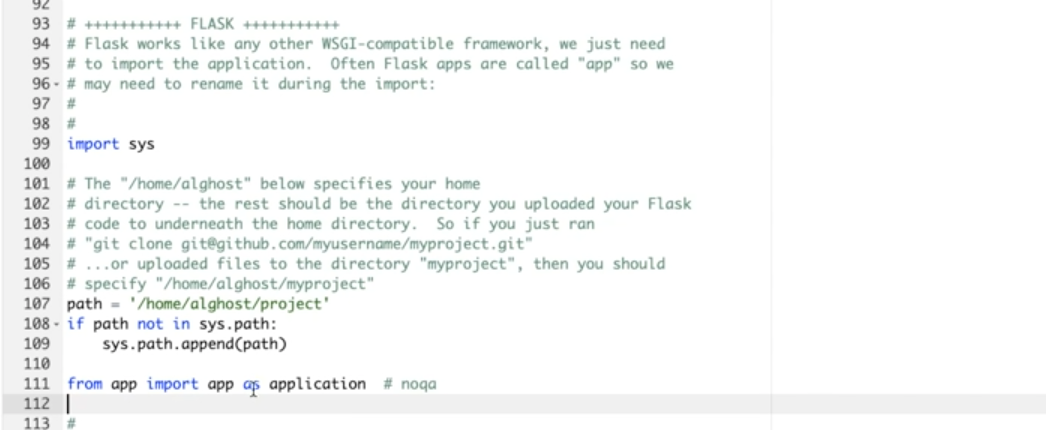 92
93 # +++++++++++ FLASK +++++++++++
94 # Flask works like any other WSGI-compatible framework, we just need
95 # to import the application.  Often Flask apps are called "app" so we
96 # may need to rename it during the import:
97 #
98 #
99 import sys
100
101 # The "/home/alghost" below specifies your home
102 # directory -- the rest should be the directory you uploaded your Flask
103 # code to underneath the home directory.  So if you just ran
104 # "git clone git@github.com/myusername/myproject.git"
105 # ...or uploaded files to the directory "myproject", then you should
106 # specify "/home/alghost/myproject"
107 path = '/home/alghost/project'
108 if path not in sys.path:
109     sys.path.append(path)
110
111 from app import app as application  # noqa
112
113 #